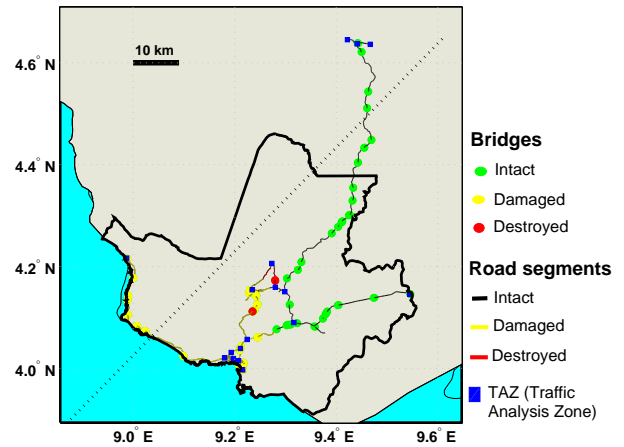 4.6° N
4.4° N
4.2° N
4.0° N
10 km
9.0° E
9.2° E
9.4° E
9.6° E
Bridges
Intact
Damaged
Destroyed
Road segments
Intact
Damaged
Destroyed
TAZ (Traffic
Analysis Zone)